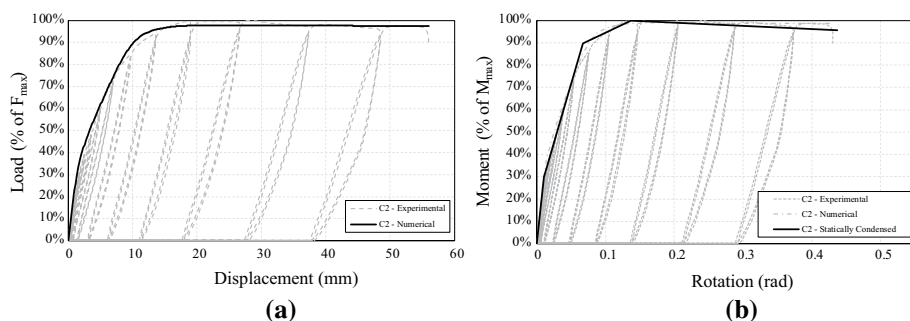 100%
90%
80%
70%
60%
50%
40%
30%
20%
10%
0%
Load (% of Fmax)
C2 - Experimental
C2 - Numerical
0 10 20 30 40 50 60
Displacement (mm)
(a)
100%
90%
80%
70%
60%
50%
40%
30%
20%
10%
0%
Moment (% of Mmax)
C2 - Experimental
C2 - Numerical
C2 - Statically Condensed
0 0.1 0.2 0.3 0.4 0.5
Rotation (rad)
(b)